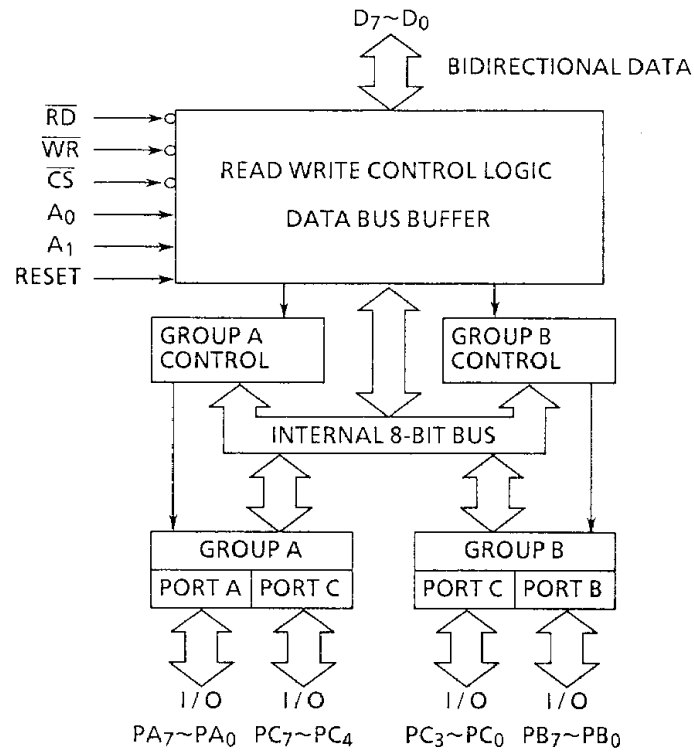 D7~D0
BIDIRECTIONAL DATA
RD
WR
CS
A0
A1
RESET
READ WRITE CONTROL LOGIC
DATA BUS BUFFER
GROUP A
CONTROL
GROUP B
CONTROL
INTERNAL 8-BIT BUS
GROUP A
PORT A
PORT C
GROUP B
PORT C
PORT B
I/O
I/O
I/O
I/O
PA7~PA0
PC7~PC4
PC3~PC0
PB7~PB0